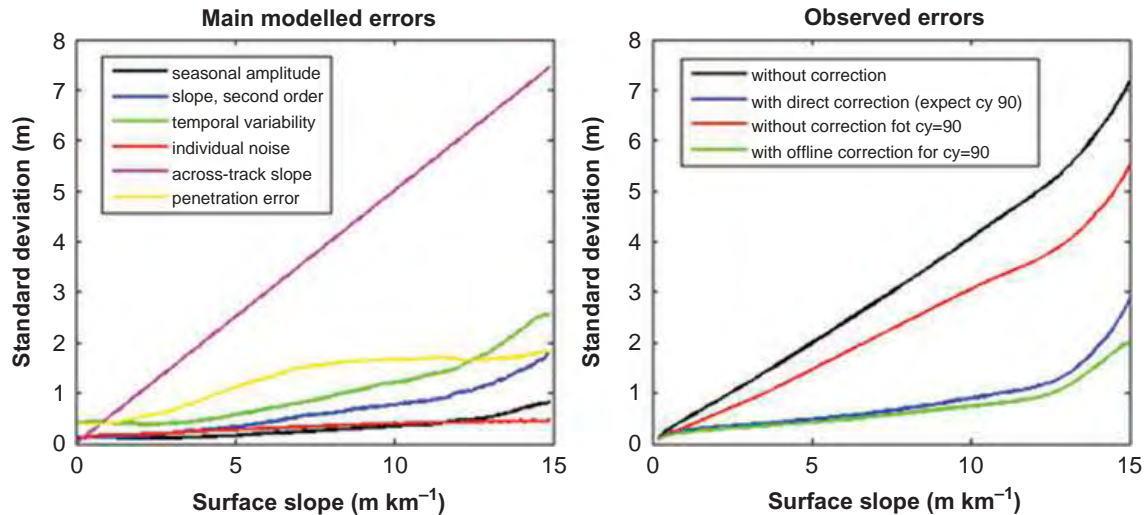 Main modelled errors
8
7
6
5
4
3
2
1
0
Standard deviation (m)
seasonal amplitude
slope, second order
temporal variability
individual noise
across-track slope
penetration error
0 5 10 15
Surface slope (m km⁻¹)
Observed errors
8
7
6
5
4
3
2
1
0
Standard deviation (m)
without correction
with direct correction (expect cy 90)
without correction fot cy=90
with offline correction for cy=90
0 5 10 15
Surface slope (m km⁻¹)